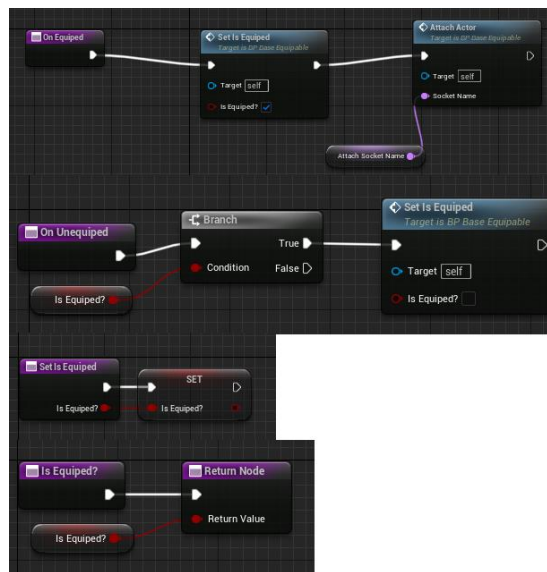 On Equiped
Set Is Equiped
Target is BP Base Equipable
Target self
Is Equiped?
Attach Actor
Target is BP Base Equipable
Target self
Socket Name
Attach Socket Name
On Unequiped
Is Equiped?
Branch
True
Condition
False
Set Is Equiped
Target is BP Base Equipable
Target self
Is Equiped?
Set Is Equiped
Is Equiped?
SET
Is Equiped?
Is Equiped?
Is Equiped?
Return Node
Return Value